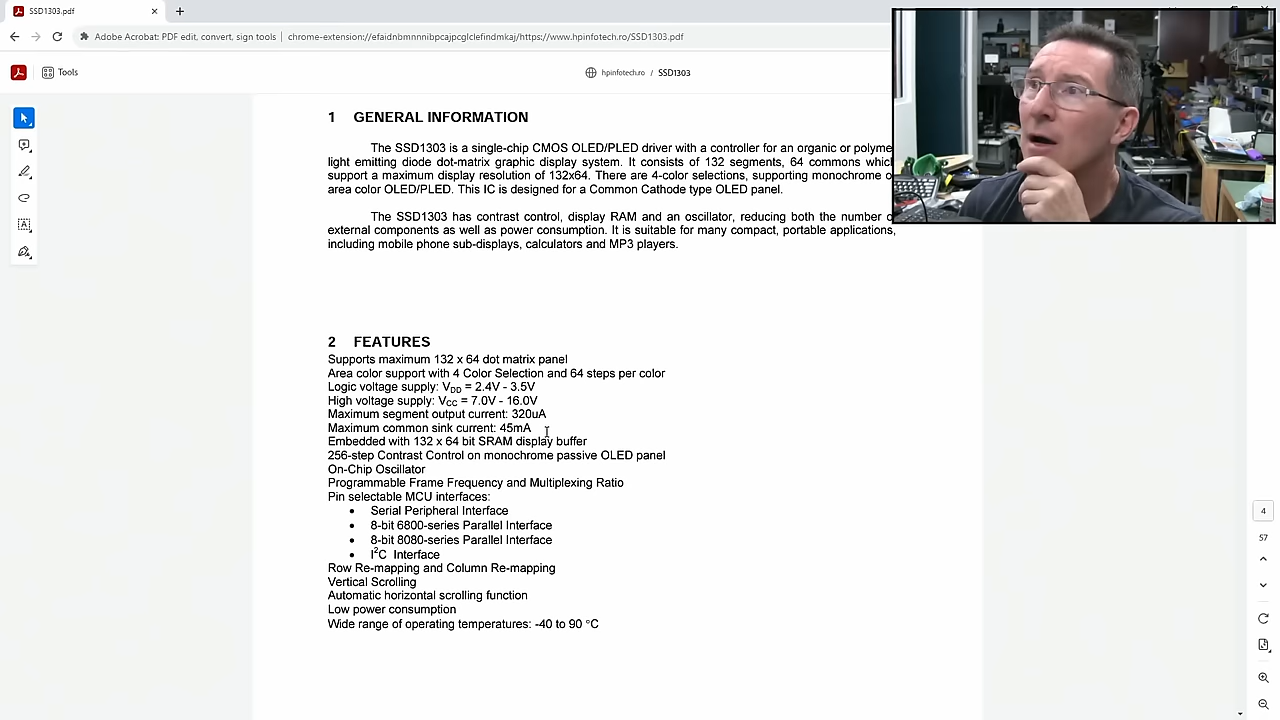 SSD1303.pdf
Adobe Acrobat: PDF edit, convert, sign tools
chrome-extension://efaidnbmnnnibpcajpcglclefindmkaj/https://www.hpinfotech.ro/SSD1303.pdf
Tools
hpinfotech.ro / SSD1303
1 GENERAL INFORMATION
The SSD1303 is a single-chip CMOS OLED/PLED driver with a controller for an organic or polyme
light emitting diode dot-matrix graphic display system. It consists of 132 segments, 64 commons which
support a maximum display resolution of 132x64. There are 4-color selections, supporting monochrome o
area color OLED/PLED. This IC is designed for a Common Cathode type OLED panel.
The SSD1303 has contrast control, display RAM and an oscillator, reducing both the number o
external components as well as power consumption. It is suitable for many compact, portable applications,
including mobile phone sub-displays, calculators and MP3 players.
2 FEATURES
Supports maximum 132 x 64 dot matrix panel
Area color support with 4 Color Selection and 64 steps per color
Logic voltage supply: VDD = 2.4V - 3.5V
High voltage supply: VCC = 7.0V - 16.0V
Maximum segment output current: 320uA
Maximum common sink current: 45mA
Embedded with 132 x 64 bit SRAM display buffer
256-step Contrast Control on monochrome passive OLED panel
On-Chip Oscillator
Programmable Frame Frequency and Multiplexing Ratio
Pin selectable MCU interfaces:
• Serial Peripheral Interface
• 8-bit 6800-series Parallel Interface
• 8-bit 8080-series Parallel Interface
• I2C Interface
Row Re-mapping and Column Re-mapping
Vertical Scrolling
Automatic horizontal scrolling function
Low power consumption
Wide range of operating temperatures: -40 to 90 °C
4
57